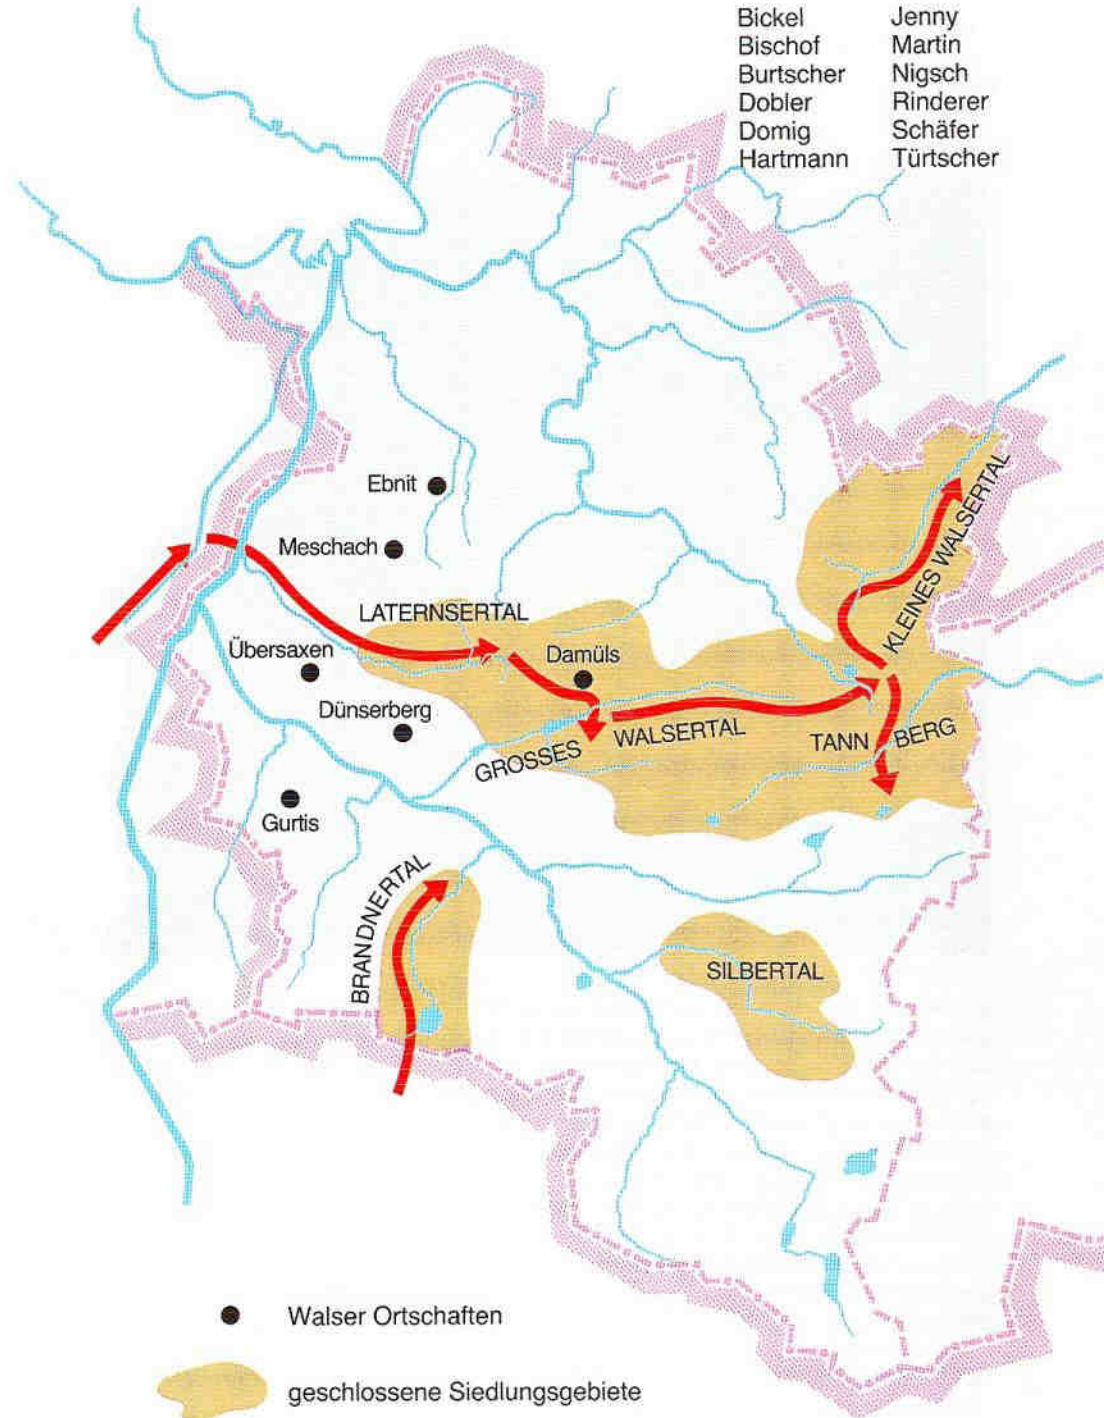 Bickel
Bischof
Burtscher
Dobler
Domig
Hartmann
Jenny
Martin
Nigsch
Rinderer
Schäfer
Türtscher
Ebnit
Meschach
LATERNSERTAL
Übersaxen
Damüls
Dünserberg
GROSSES WALSERTAL
KLEINES WALSERTAL
TANN BERG
Gurtis
BRANDNERTAL
SILBERTAL
Walser Ortschaften
geschlossene Siedlungsgebiete